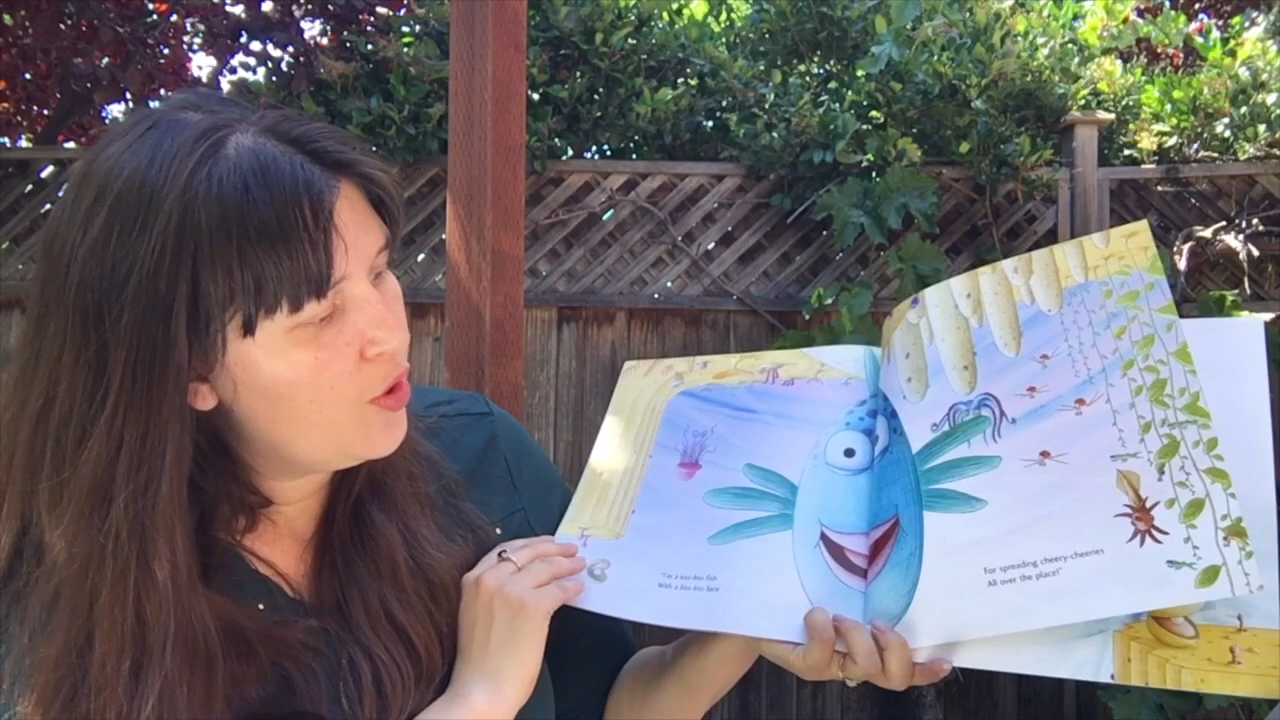 "I'm a kiss-kiss fish
With a kiss-kiss face
For spreading cheery-cheeries
All over the place!"